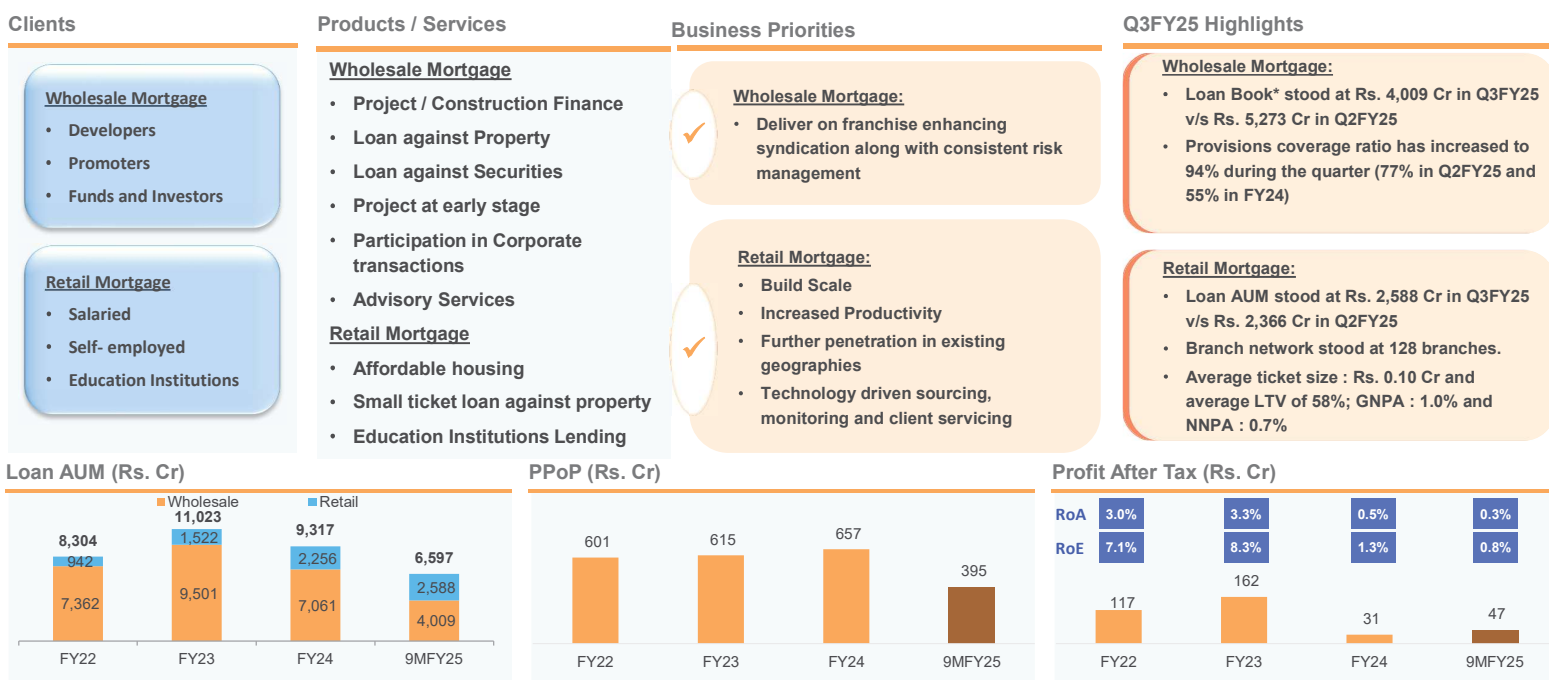 Clients
Wholesale Mortgage
• Developers
• Promoters
• Funds and Investors
Retail Mortgage
• Salaried
• Self- employed
• Education Institutions
Products / Services
Wholesale Mortgage
• Project / Construction Finance
• Loan against Property
• Loan against Securities
• Project at early stage
• Participation in Corporate
transactions
• Advisory Services
Retail Mortgage
• Affordable housing
• Small ticket loan against property
• Education Institutions Lending
Business Priorities
Wholesale Mortgage:
• Deliver on franchise enhancing
syndication along with consistent risk
management
Retail Mortgage:
• Build Scale
• Increased Productivity
• Further penetration in existing
geographies
• Technology driven sourcing,
monitoring and client servicing
Q3FY25 Highlights
Wholesale Mortgage:
• Loan Book* stood at Rs. 4,009 Cr in Q3FY25
v/s Rs. 5,273 Cr in Q2FY25
• Provisions coverage ratio has increased to
94% during the quarter (77% in Q2FY25 and
55% in FY24)
Retail Mortgage:
• Loan AUM stood at Rs. 2,588 Cr in Q3FY25
v/s Rs. 2,366 Cr in Q2FY25
• Branch network stood at 128 branches.
• Average ticket size : Rs. 0.10 Cr and
average LTV of 58%; GNPA : 1.0% and
NNPA : 0.7%
Loan AUM (Rs. Cr)
Wholesale Retail
8,304 11,023 9,317 6,597
942 1,522 2,256 2,588
7,362 9,501 7,061 4,009
FY22 FY23 FY24 9MFY25
PPoP (Rs. Cr)
601 615 657 395
FY22 FY23 FY24 9MFY25
Profit After Tax (Rs. Cr)
RoA 3.0% 3.3% 0.5% 0.3%
RoE 7.1% 8.3% 1.3% 0.8%
117 162 31 47
FY22 FY23 FY24 9MFY25